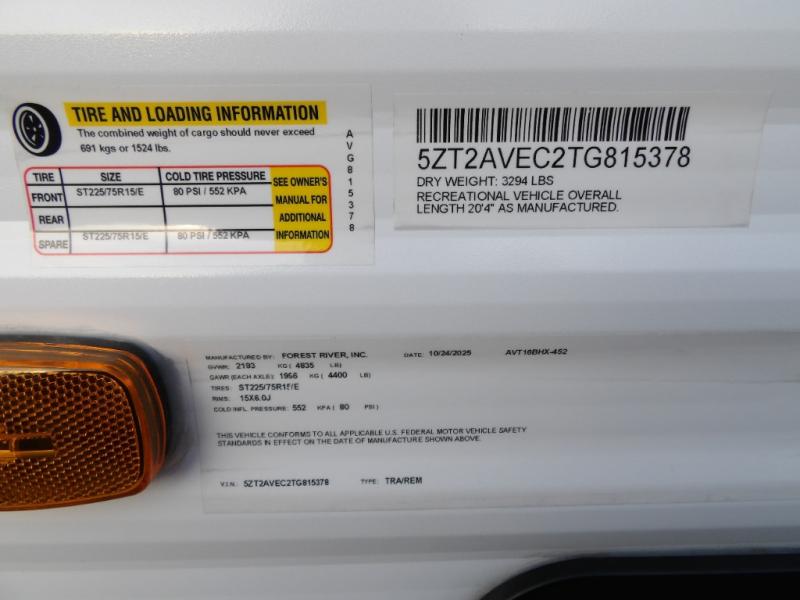 TIRE AND LOADING INFORMATION
The combined weight of cargo should never exceed
691 kgs or 1524 lbs.
TIRE SIZE COLD TIRE PRESSURE SEE OWNER'S MANUAL FOR ADDITIONAL INFORMATION
FRONT ST225/75R15/E 80 PSI / 552 KPA
REAR
SPARE ST225/75R15/E 80 PSI / 552 KPA
AVG815378
5ZT2AVEC2TG815378
DRY WEIGHT: 3294 LBS
RECREATIONAL VEHICLE OVERALL
LENGTH 20'4" AS MANUFACTURED.
MANUFACTURED BY: FOREST RIVER, INC. DATE: 10/24/2025 AVT16BHX-452
GVWR: 2193 KG ( 4835 LB)
GAWR (EACH AXLE): 1996 KG ( 4400 LB)
TIRES: ST225/75R15/E
RIMS: 15X6.0J
COLD INFL. PRESSURE: 552 KPA ( 80 PSI)
THIS VEHICLE CONFORMS TO ALL APPLICABLE U.S. FEDERAL MOTOR VEHICLE SAFETY
STANDARDS IN EFFECT ON THE DATE OF MANUFACTURE SHOWN ABOVE.
V.I.N.: 5ZT2AVEC2TG815378 TYPE: TRA/REM